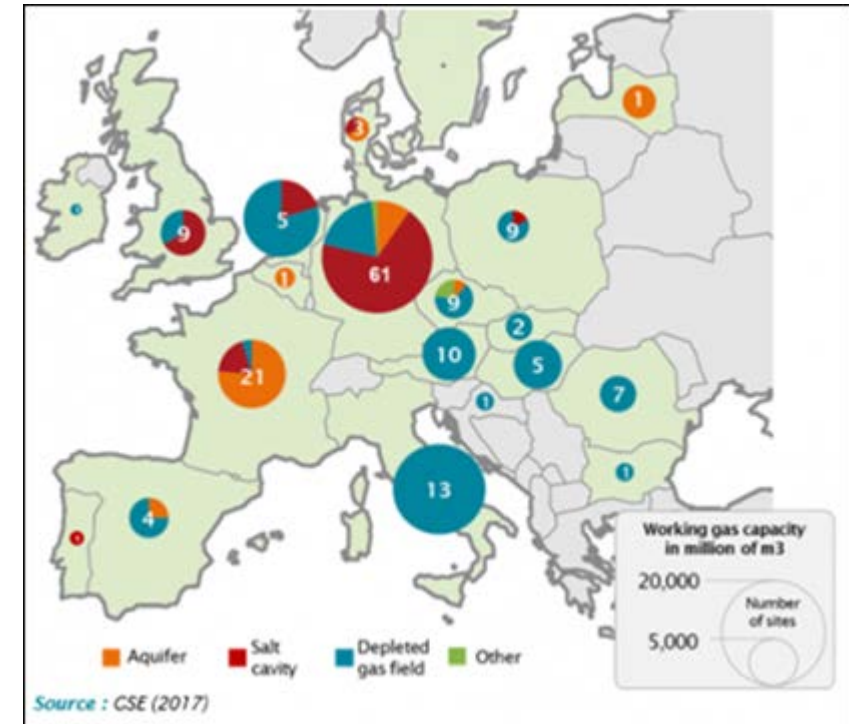 1
3
5
9
9
61
1
9
2
10
5
21
7
1
1
13
4
Working gas capacity
in million of m3
20,000
Number
of sites
5,000
Aquifer
Salt
cavity
Depleted
gas field
Other
Source : CSE (2017)